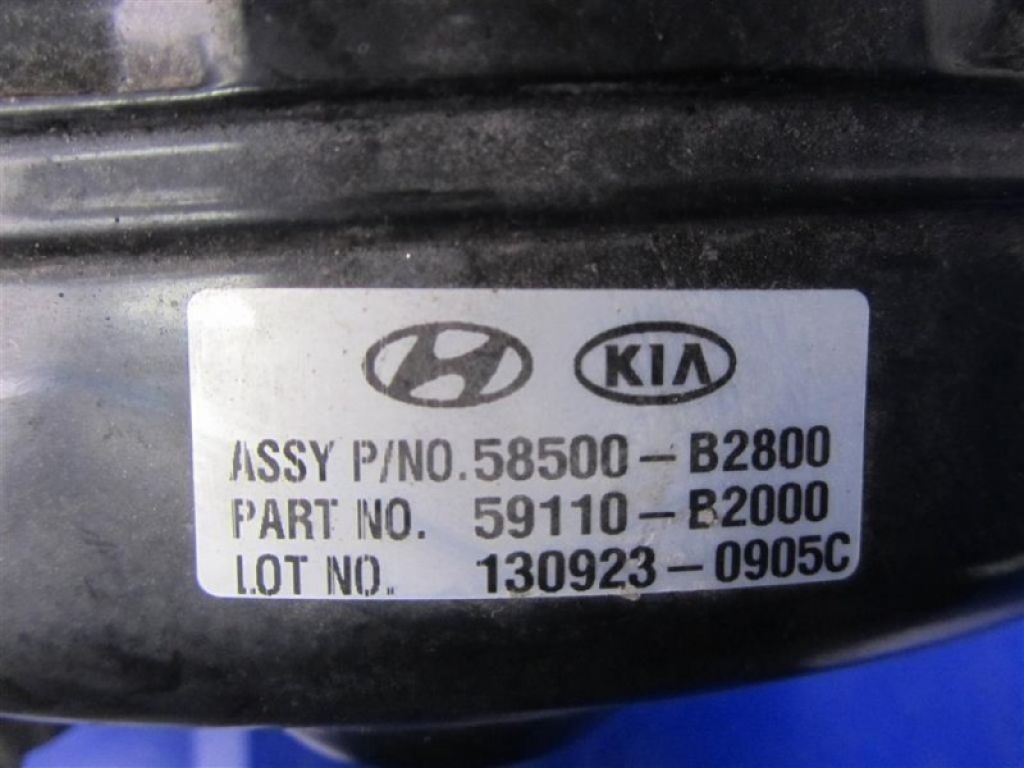 KIA
ASSY P/NO. 58500-B2800
PART NO. 59110-B2000
LOT NO. 130923-0905C